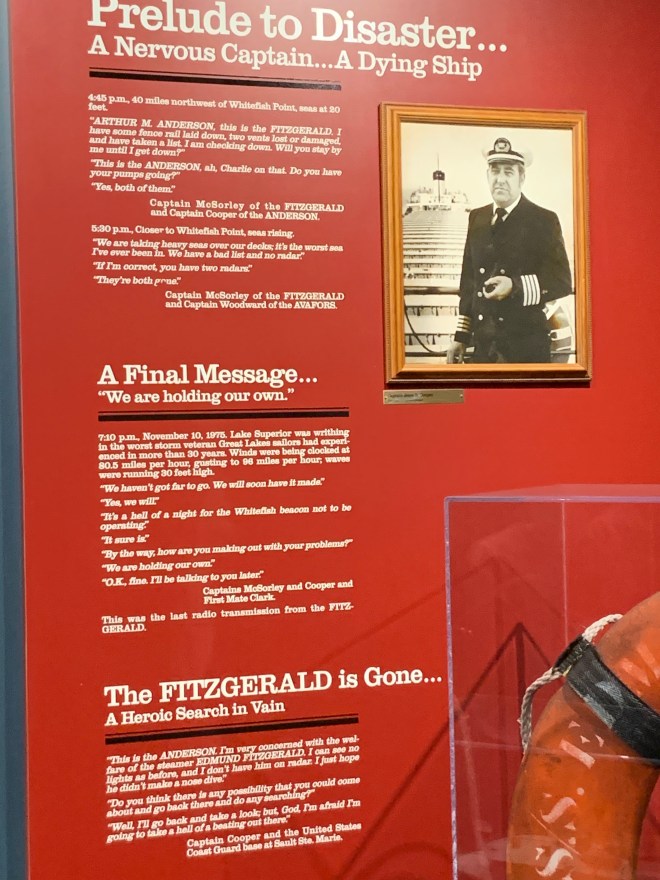 Prelude to Disaster...
A Nervous Captain...A Dying Ship
4:45 p.m., 40 miles northwest of Whitefish Point, seas at 20
feet.
"ARTHUR M. ANDERSON, this is the FITZGERALD. I
have some fence rail laid down, two vents lost or damaged,
and have taken a list. I am checking down. Will you stay by
me until I get down?"
"This is the ANDERSON, ah, Charlie on that. Do you have
your pumps going?"
"Yes, both of them."
Captain McSorley of the FITZGERALD
and Captain Cooper of the ANDERSON.
5:30 p.m., Closer to Whitefish Point, seas rising.
"We are taking heavy seas over our decks; it's the worst sea
I've ever been in. We have a bad list and no radar."
"If I'm correct, you have two radars."
"They're both gone."
Captain McSorley of the FITZGERALD
and Captain Woodward of the AVAFORS.
A Final Message...
"We are holding our own."
7:10 p.m., November 10, 1975. Lake Superior was writhing
in the worst storm veteran Great Lakes sailors had experi-
enced in more than 30 years. Winds were being clocked at
80.5 miles per hour, gusting to 96 miles per hour; waves
were running 30 feet high.
"We haven't got far to go. We will soon have it made."
"Yes, we will."
"It's a hell of a night for the Whitefish beacon not to be
operating."
"It sure is."
"By the way, how are you making out with your problems?"
"We are holding our own."
"O.K., fine. I'll be talking to you later."
Captains McSorley and Cooper and
First Mate Clark.
This was the last radio transmission from the FITZ-
GERALD.
The FITZGERALD is Gone...
A Heroic Search in Vain
"This is the ANDERSON. I'm very concerned with the wel-
fare of the steamer EDMUND FITZGERALD. I can see no
lights as before, and I don't have him on radar. I just hope
he didn't make a nose dive."
"Do you think there is any possibility that you could come
about and go back there and do any searching?"
"Well, I'll go back and take a look; but, God, I'm afraid I'm
going to take a hell of a beating out there."
Captain Cooper and the United States
Coast Guard base at Sault Ste. Marie.
S.S. E